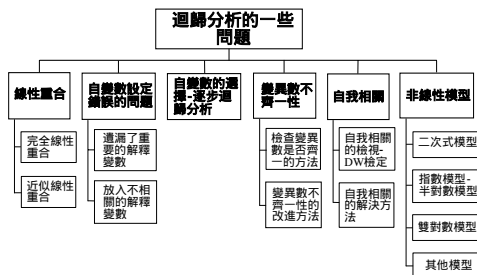 迴歸分析的一些
問題
線性重合
自變數設定
錯誤的問題
自變數的選
擇-逐步迴
歸分析
變異數不
齊一性
自我相關
非線性模型
完全線性
重合
近似線性
重合
遺漏了重
要的解釋
變數
放入不相
關的解釋
變數
檢查變異
數是否齊
一的方法
變異數不
齊一性的
改進方法
自我相關
的檢視-
DW檢定
自我相關
的解決方
法
二次式模型
指數模型-
半對數模型
雙對數模型
其他模型